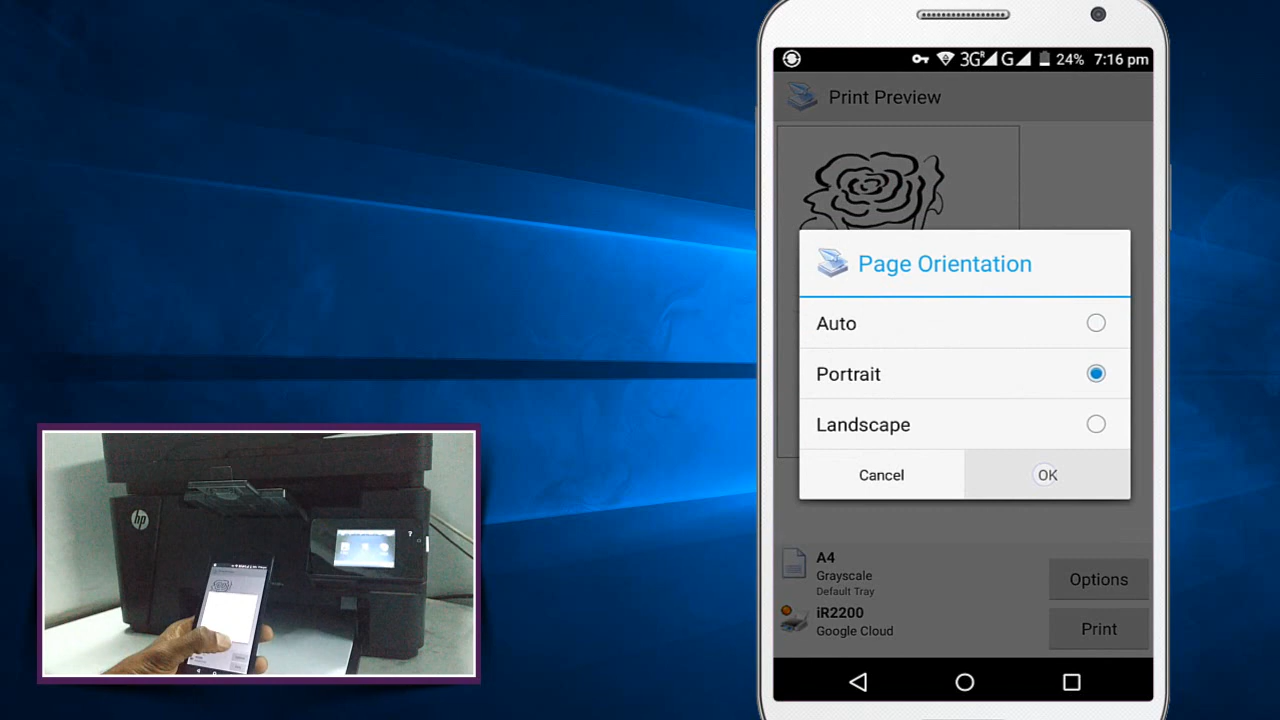 3G R G 24% 7:16 pm
Print Preview
Page Orientation
Auto
Portrait
Landscape
Cancel OK
A4
Grayscale
Default Tray
Options
iR2200
Google Cloud
Print
hp
?